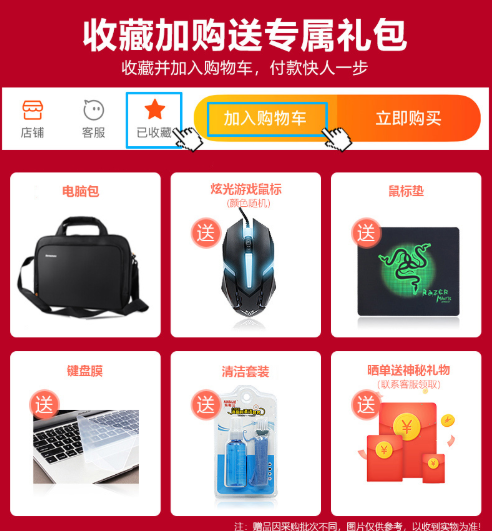 收藏加购送专属礼包
收藏并加入购物车，付款快人一步
店铺
客服
已收藏
加入购物车
立即购买
电脑包
炫光游戏鼠标
(颜色随机)
送
鼠标垫
送
RAZER
键盘膜
送
清洁套装
送
晒单送神秘礼物
(联系客服领取)
送
注：赠品因采购批次不同，图片仅供参考，以收到实物为准!